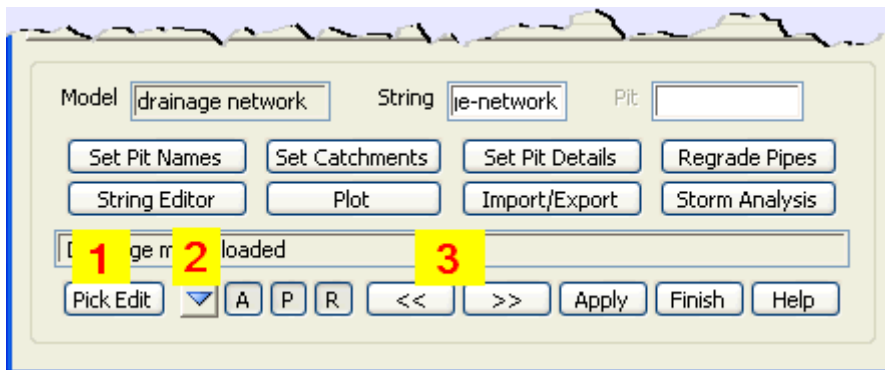 Model drainage network String ıe-network Pit
Set Pit Names Set Catchments Set Pit Details Regrade Pipes
String Editor Plot Import/Export Storm Analysis
1 2 loaded 3
Pick Edit A P R << >> Apply Finish Help